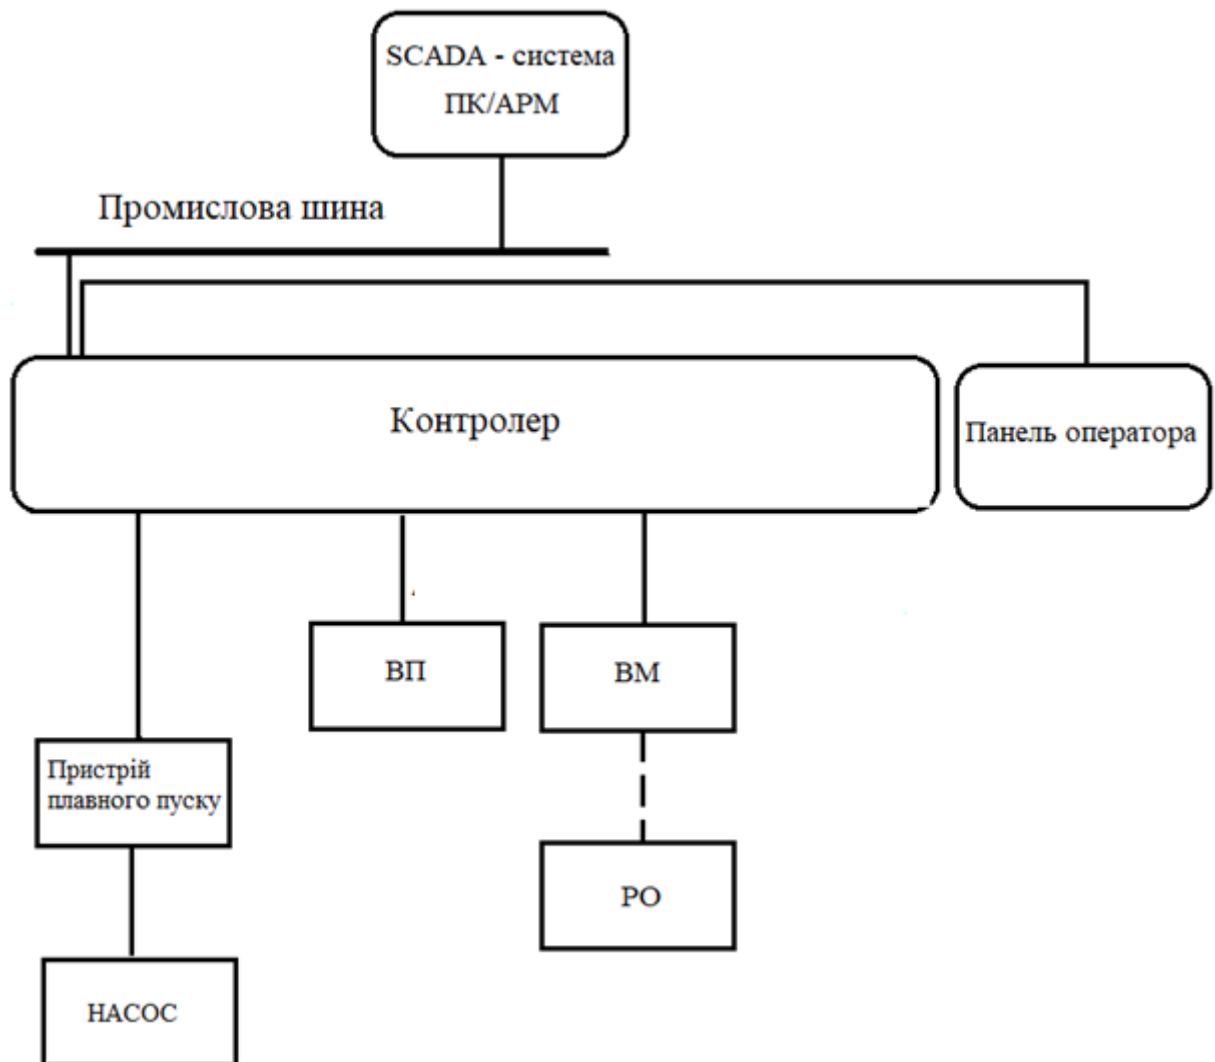 SCADA - система
ПК/АРМ
Промислова шина
Контролер
Панель оператора
ВП
ВМ
Пристрій
плавного пуску
РО
НАСОС